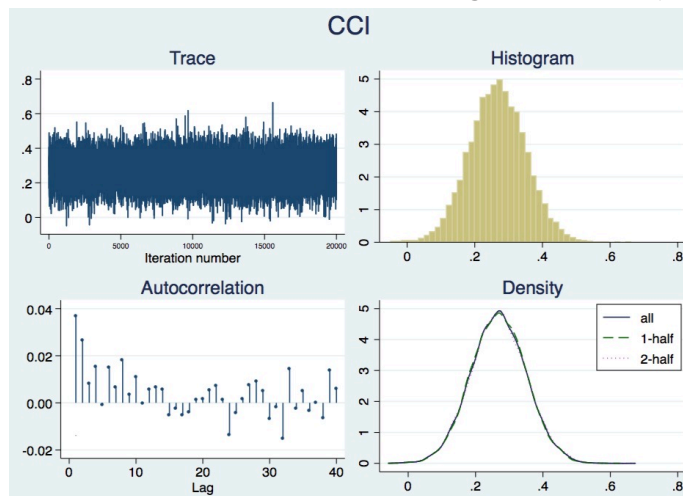 CCI
Trace
.8
.6
.4
.2
0
0 5000 10000 15000 20000
Iteration number
Histogram
5
4
3
2
1
0
0 .2 .4 .6 .8
Autocorrelation
0.04
0.02
0.00
-0.02
0 10 20 30 40
Lag
Density
all
1-half
2-half
5
4
3
2
1
0
0 .2 .4 .6 .8